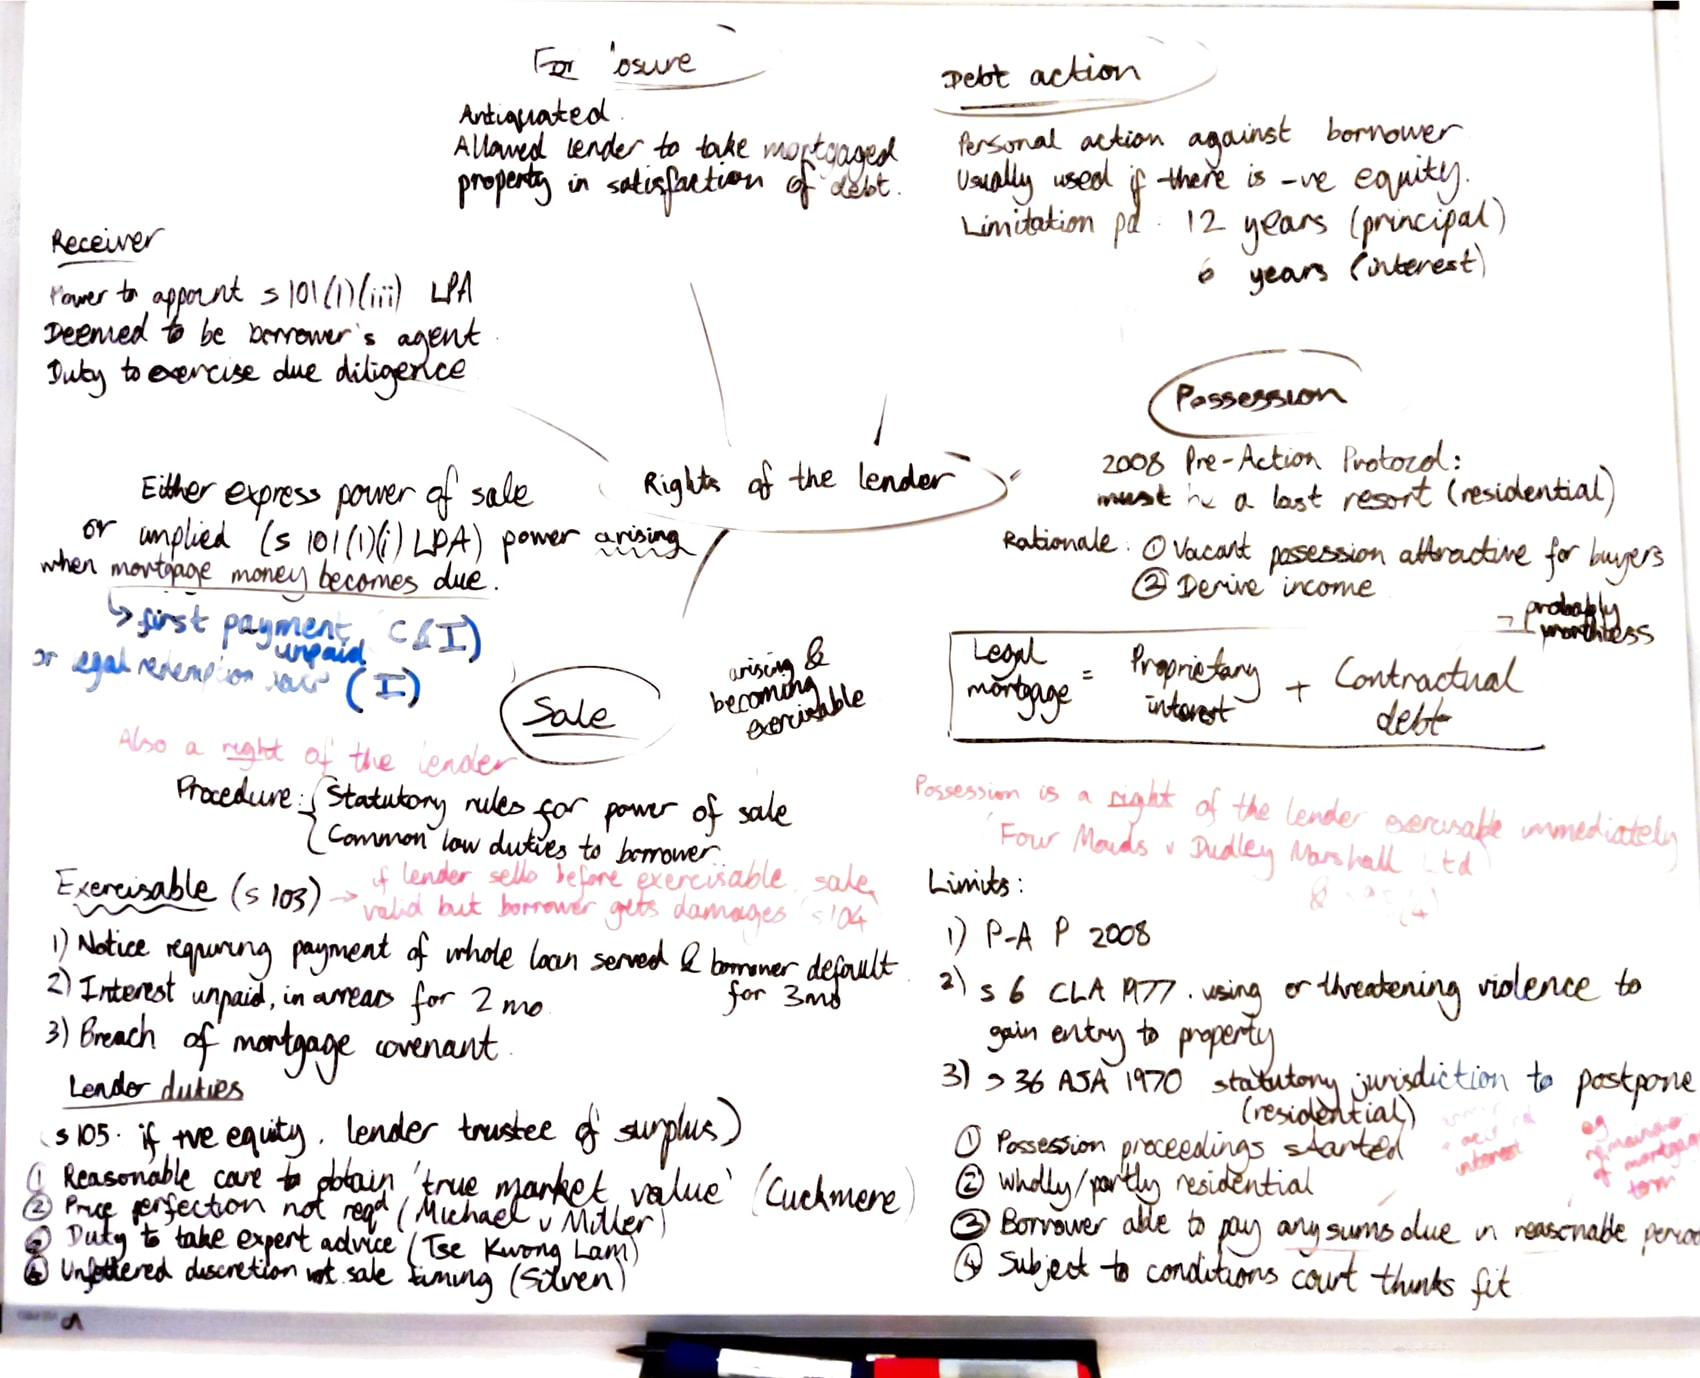 osure
Antiquated.
Allowed lender to take mortgaged
property in satisfaction of debt.
Debt action
Personal action against borrower
Usually used if there is -ve equity.
Limitation pd: 12 years (principal)
6 years (interest)
Receiver
Power to appoint s 101(1)(iii) LPA
Deemed to be borrower's agent
Duty to exercise due diligence
Rights of the lender
Possession
2008 Pre-Action Protocol:
must be a last resort (residential)
Rationale: ① Vacant possession attractive for buyers
② Derive income
probably
worthless
Legal
mortgage = Proprietary
interest + Contractual
debt
Possession is a right of the lender exercisable immediately
Four Maids v Dudley Marshall Ltd
&
Limits:
1) P-A P 2008
2) s 6 CLA 1977. using or threatening violence to
gain entry to property
3) s 36 AJA 1970 statutory jurisdiction to postpone
(residential)
① Possession proceedings started
② Wholly/partly residential
③ Borrower able to pay any sums due in reasonable period
④ Subject to conditions court thinks fit
interest
eg
remainder
of mortgage
term
Either express power of sale
or implied (s 101(1)(i) LPA) power arising
when mortgage money becomes due.
↳ first payment unpaid (C&I)
or legal redemption (I)
Sale
arising &
becoming
exercisable
Also a right of the lender
Procedure: { Statutory rules for power of sale
{ Common law duties to borrower
Exercisable (s 103) → if lender sells before exercisable, sale
valid but borrower gets damages (s104)
1) Notice requiring payment of whole loan served & borrower default
for 3mo
2) Interest unpaid, in arrears for 2 mo
3) Breach of mortgage covenant.
Lender duties
(s 105. if +ve equity, lender trustee of surplus)
① Reasonable care to obtain 'true market value' (Cuckmere)
② Price perfection not reqd (Michael v Miller)
③ Duty to take expert advice (Tse Kwong Lam)
④ Unfettered discretion wrt sale timing (Silven)